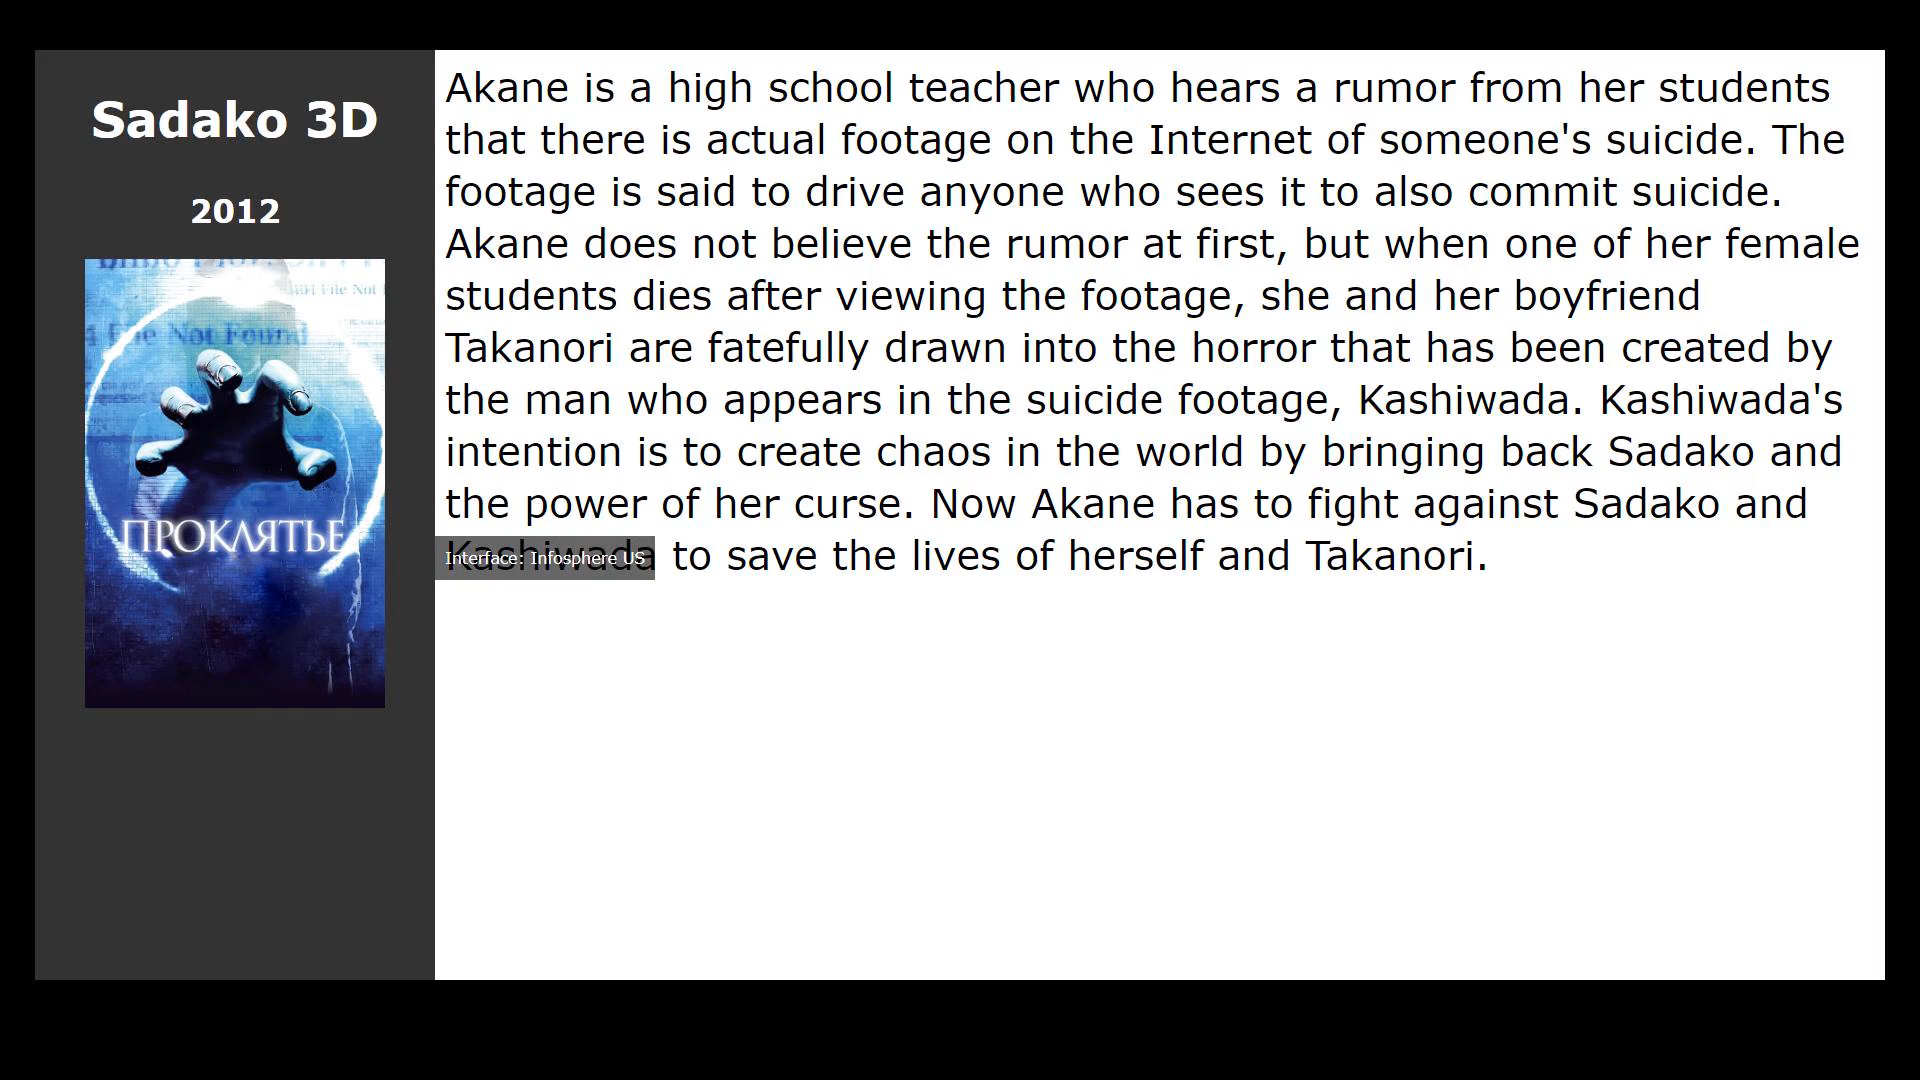 Sadako 3D
2012
404 File Not
File Not Found
ПРОКЛЯТЬЕ
Akane is a high school teacher who hears a rumor from her students
that there is actual footage on the Internet of someone's suicide. The
footage is said to drive anyone who sees it to also commit suicide.
Akane does not believe the rumor at first, but when one of her female
students dies after viewing the footage, she and her boyfriend
Takanori are fatefully drawn into the horror that has been created by
the man who appears in the suicide footage, Kashiwada. Kashiwada's
intention is to create chaos in the world by bringing back Sadako and
the power of her curse. Now Akane has to fight against Sadako and
Kashiwada to save the lives of herself and Takanori.
Interface: Infosphere US